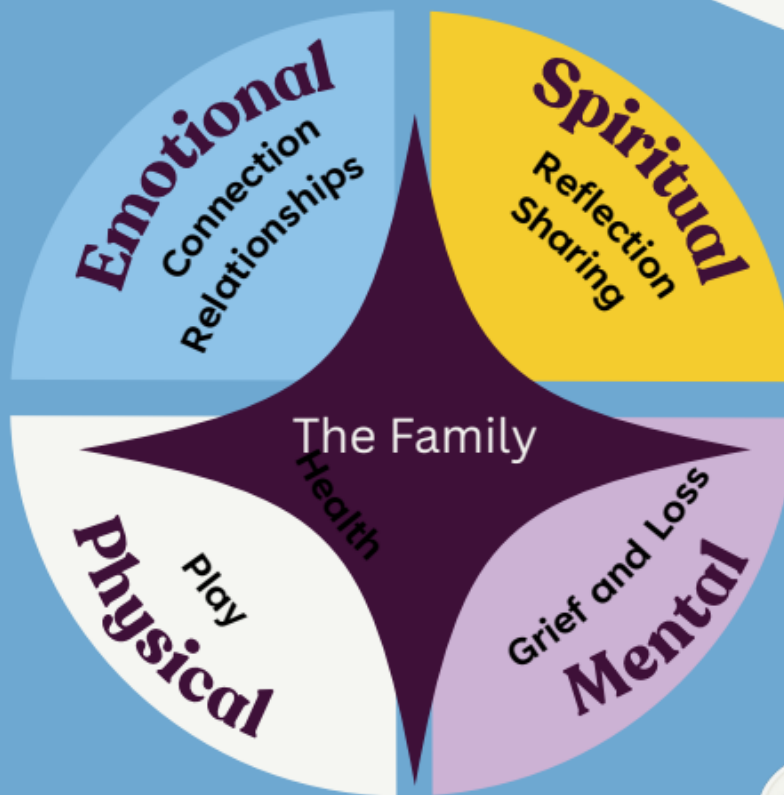 Emotional
Connection
Relationships
Spiritual
Reflection
Sharing
The Family
Health
Play
Physical
Grief and Loss
Mental